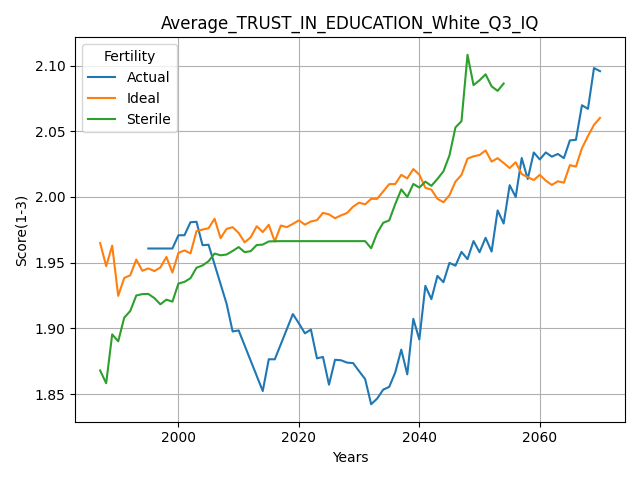 Average_TRUST_IN_EDUCATION_White_Q3_IQ
Fertility
Actual
Ideal
Sterile
Score(1-3)
2.10
2.05
2.00
1.95
1.90
1.85
2000 2020 2040 2060
Years